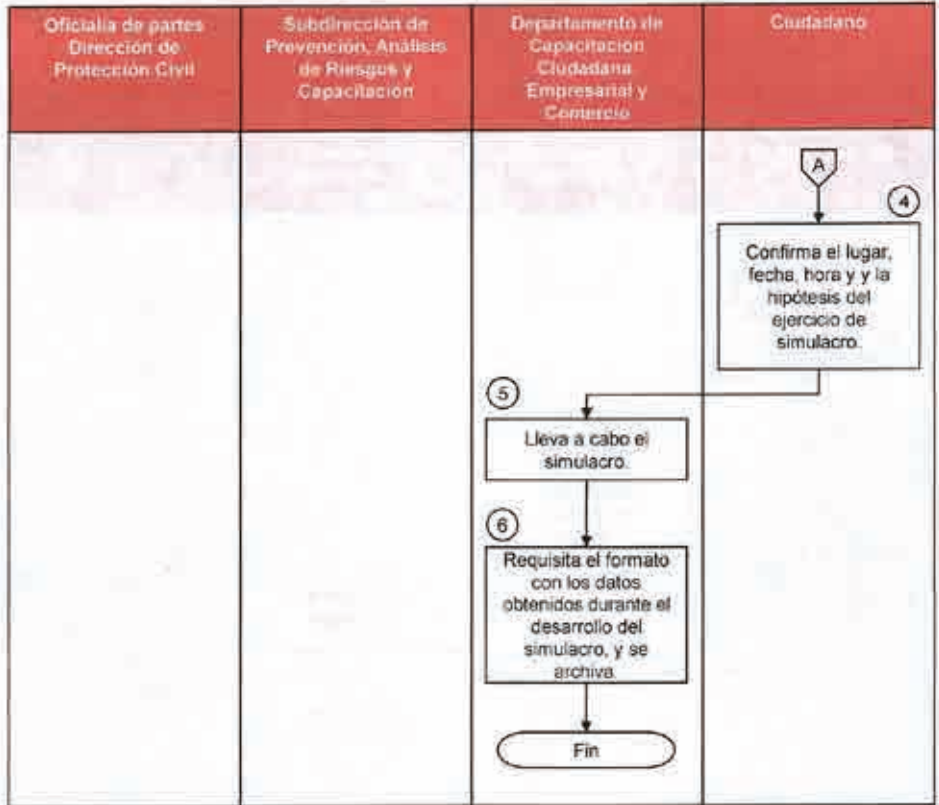 Oficialia de partes
Dirección de
Protección Civil
Subdirección de
Prevención, Análisis
de Riesgos y
Capacitación
Departamento de
Capacitación
Ciudadana
Empresarial y
Comercio
Ciudadano
A
4
Confirma el lugar,
fecha, hora y y la
hipótesis del
ejercicio de
simulacro.
5
Lleva a cabo el
simulacro.
6
Requisita el formato
con los datos
obtenidos durante el
desarrollo del
simulacro, y se
archiva.
Fin